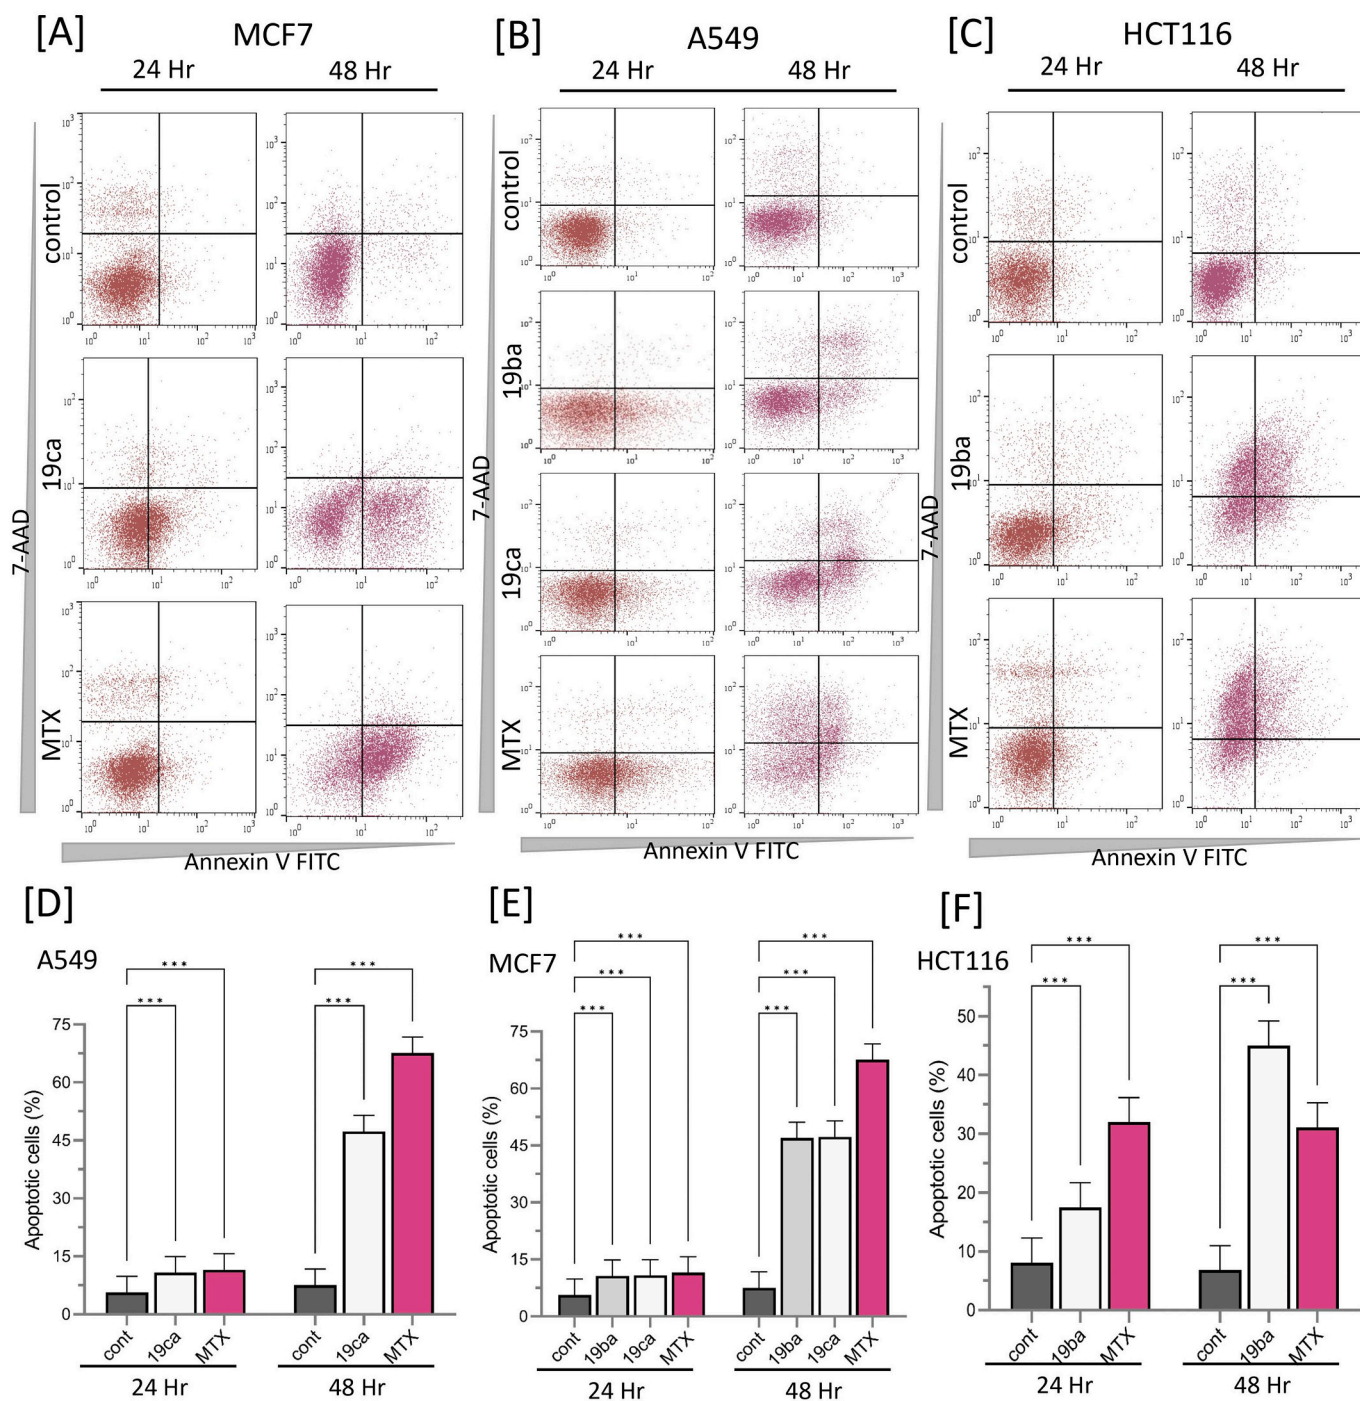 [A] MCF7
24 Hr 48 Hr
control
19ca
MTX
7-AAD
Annexin V FITC
[B] A549
24 Hr 48 Hr
control
19ba
19ca
MTX
7-AAD
Annexin V FITC
[C] HCT116
24 Hr 48 Hr
control
19ba
MTX
7-AAD
Annexin V FITC
[D]
A549
*** ***
*** ***
Apoptotic cells (%)
75
60
45
30
15
0
cont 19ca MTX cont 19ca MTX
24 Hr 48 Hr
[E]
MCF7
*** ***
*** ***
*** ***
Apoptotic cells (%)
75
60
45
30
15
0
cont 19ba 19ca MTX cont 19ba 19ca MTX
24 Hr 48 Hr
[F]
HCT116
*** ***
*** ***
Apoptotic cells (%)
50
40
30
20
10
0
cont 19ba MTX cont 19ba MTX
24 Hr 48 Hr